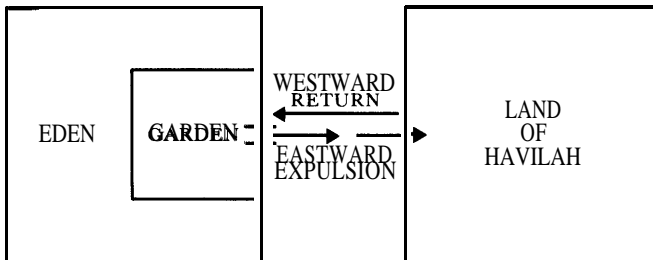 WESTWARD
RETURN
EDEN
GARDEN
EASTWARD
EXPULSION
LAND
OF
HAVILAH